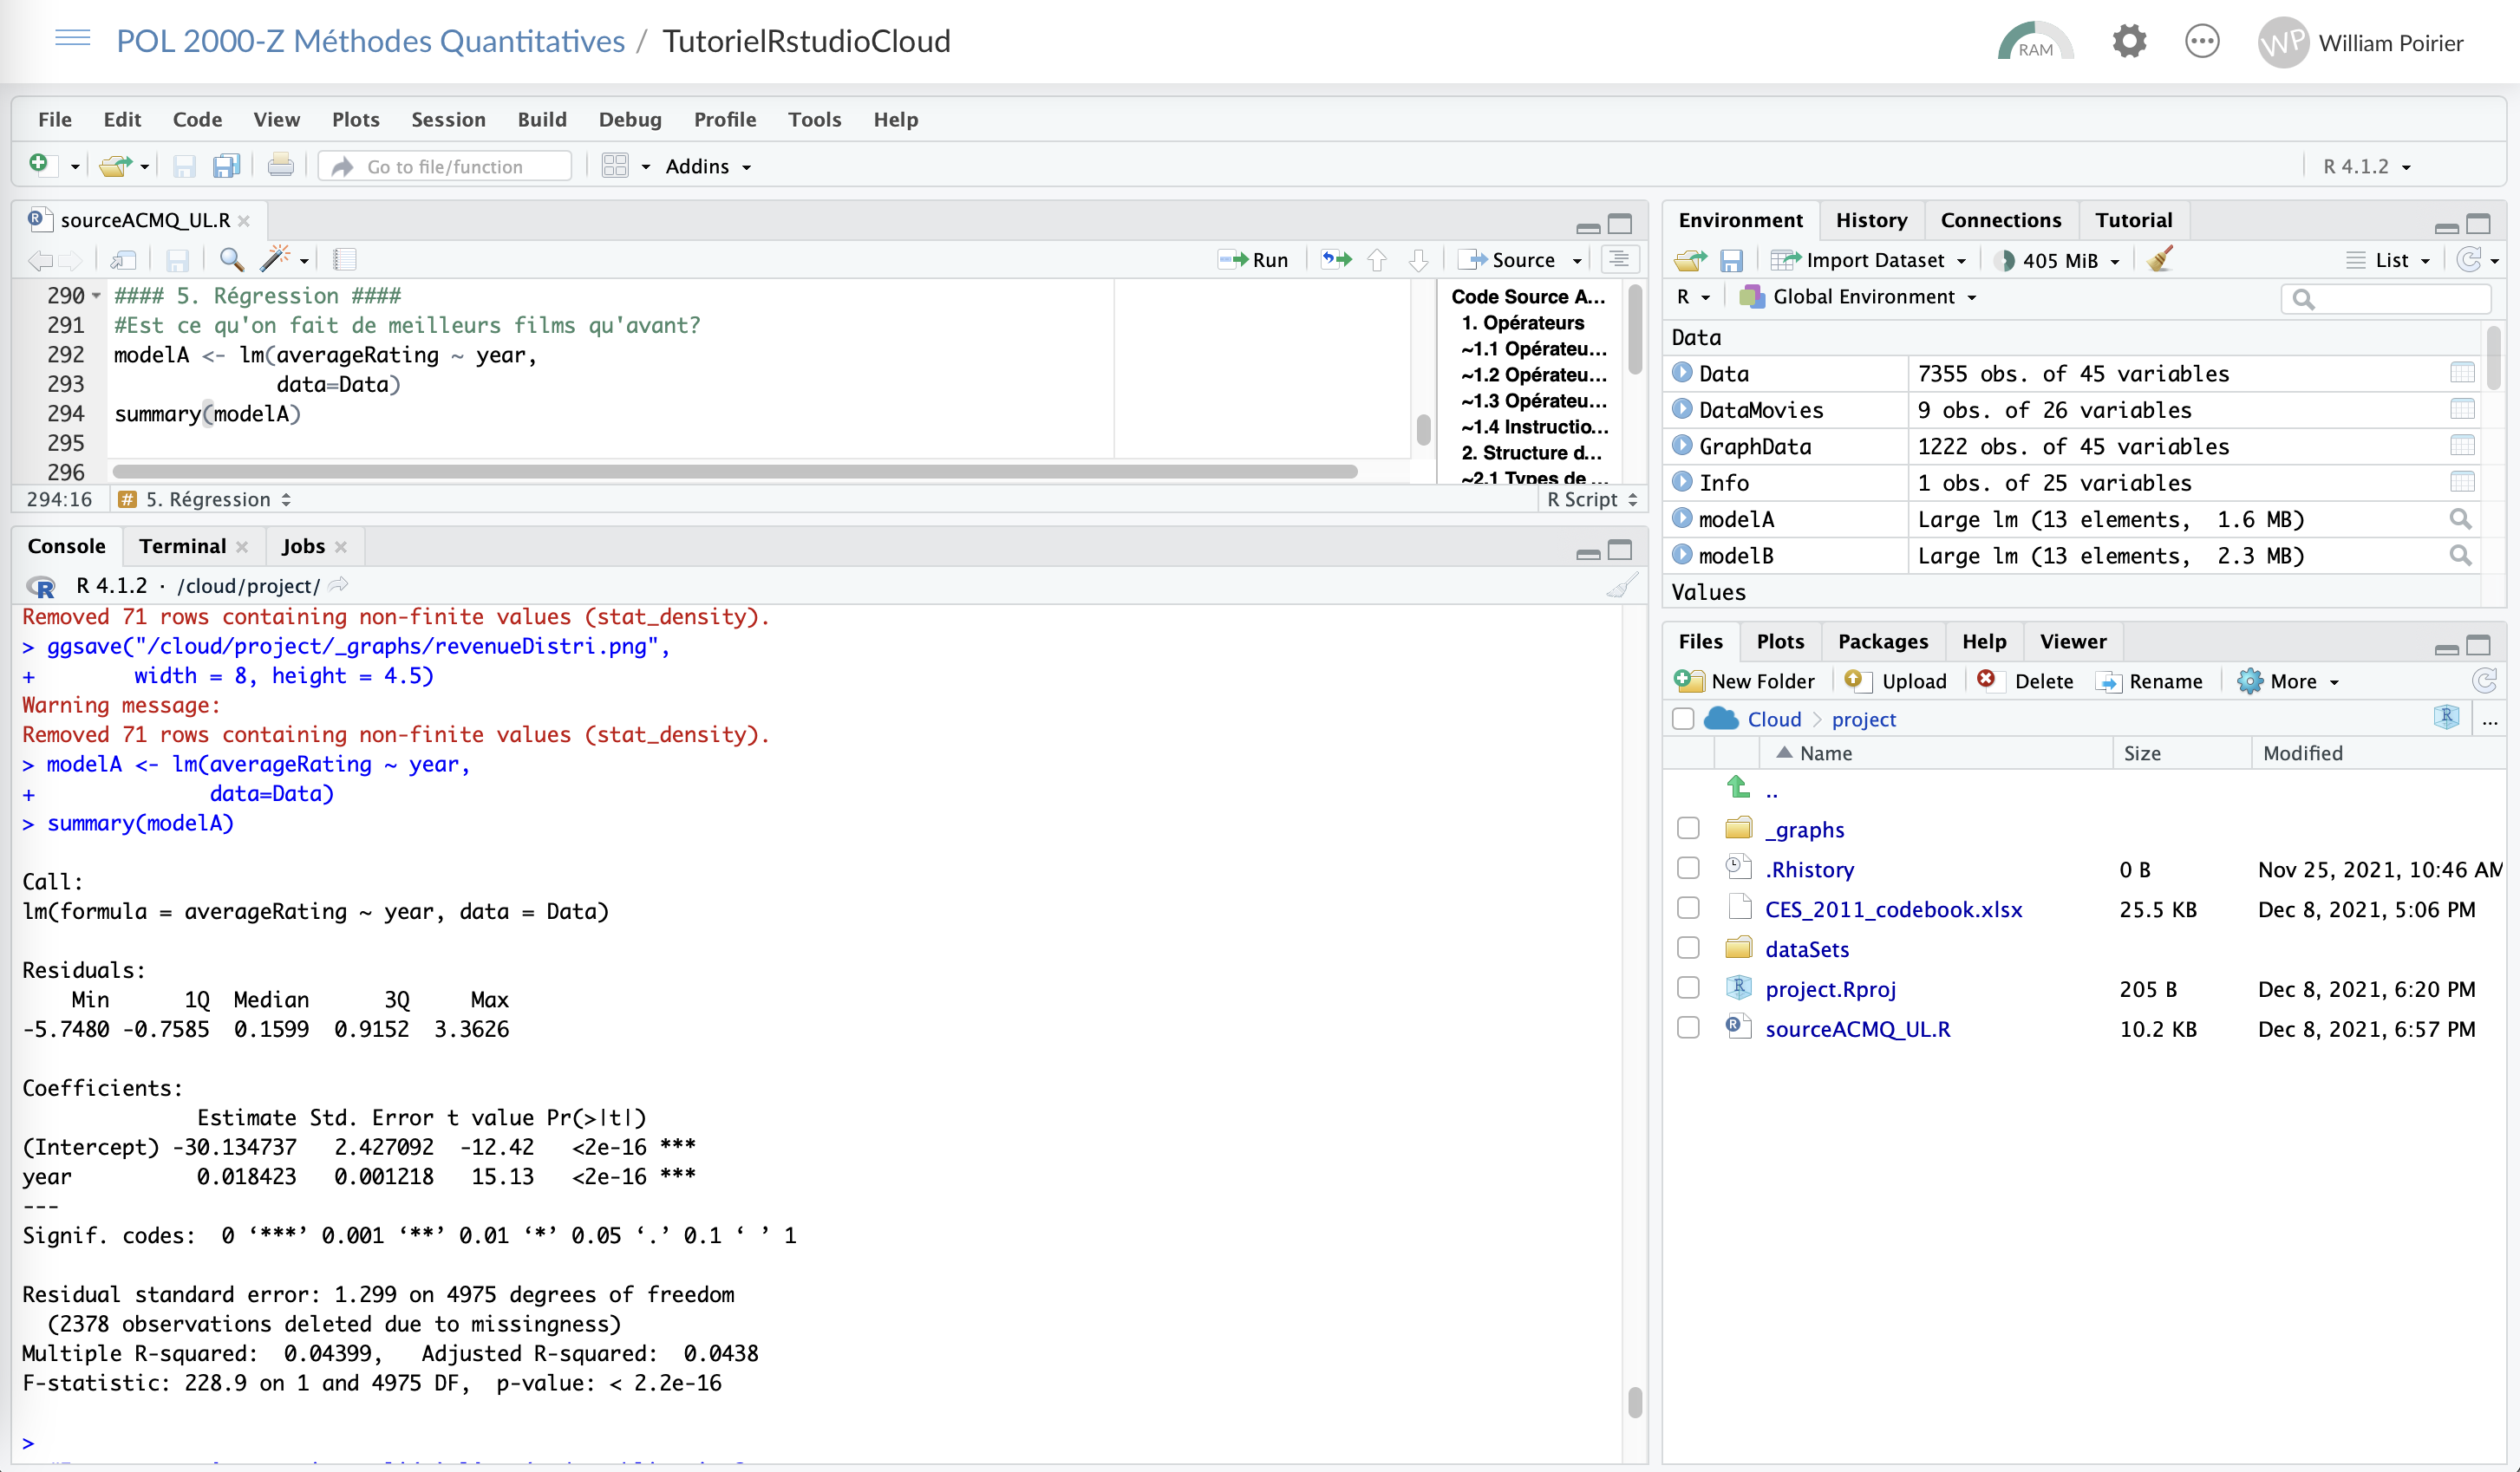 POL 2000-Z Méthodes Quantitatives / TutorielRstudioCloud
RAM
WP William Poirier
File Edit Code View Plots Session Build Debug Profile Tools Help
Go to file/function Addins R 4.1.2
sourceACMQ_UL.R
Run Source
290 #### 5. Régression ####
291 #Est ce qu'on fait de meilleurs films qu'avant?
292 modelA <- lm(averageRating ~ year,
293 data=Data)
294 summary(modelA)
295
296
Code Source A...
1. Opérateurs
~1.1 Opérateu...
~1.2 Opérateu...
~1.3 Opérateu...
~1.4 Instructio...
2. Structure d...
~2.1 Types de ...
294:16 # 5. Régression R Script
Console Terminal Jobs
R 4.1.2 · /cloud/project/
Removed 71 rows containing non-finite values (stat_density).
> ggsave("/cloud/project/_graphs/revenueDistri.png",
+ width = 8, height = 4.5)
Warning message:
Removed 71 rows containing non-finite values (stat_density).
> modelA <- lm(averageRating ~ year,
+ data=Data)
> summary(modelA)
Call:
lm(formula = averageRating ~ year, data = Data)
Residuals:
Min 1Q Median 3Q Max
-5.7480 -0.7585 0.1599 0.9152 3.3626
Coefficients:
Estimate Std. Error t value Pr(>|t|)
(Intercept) -30.134737 2.427092 -12.42 <2e-16 ***
year 0.018423 0.001218 15.13 <2e-16 ***
---
Signif. codes: 0 ‘***’ 0.001 ‘**’ 0.01 ‘*’ 0.05 ‘.’ 0.1 ‘ ’ 1
Residual standard error: 1.299 on 4975 degrees of freedom
(2378 observations deleted due to missingness)
Multiple R-squared: 0.04399, Adjusted R-squared: 0.0438
F-statistic: 228.9 on 1 and 4975 DF, p-value: < 2.2e-16
>
Environment History Connections Tutorial
Import Dataset 405 MiB List
R Global Environment
Data
Data 7355 obs. of 45 variables
DataMovies 9 obs. of 26 variables
GraphData 1222 obs. of 45 variables
Info 1 obs. of 25 variables
modelA Large lm (13 elements, 1.6 MB)
modelB Large lm (13 elements, 2.3 MB)
Values
Files Plots Packages Help Viewer
New Folder Upload Delete Rename More
Cloud project ...
Name Size Modified
..
_graphs
.Rhistory 0 B Nov 25, 2021, 10:46 AM
CES_2011_codebook.xlsx 25.5 KB Dec 8, 2021, 5:06 PM
dataSets
project.Rproj 205 B Dec 8, 2021, 6:20 PM
sourceACMQ_UL.R 10.2 KB Dec 8, 2021, 6:57 PM